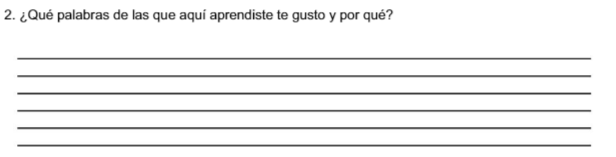 2. ¿Qué palabras de las que aquí aprendiste te gusto y por qué?